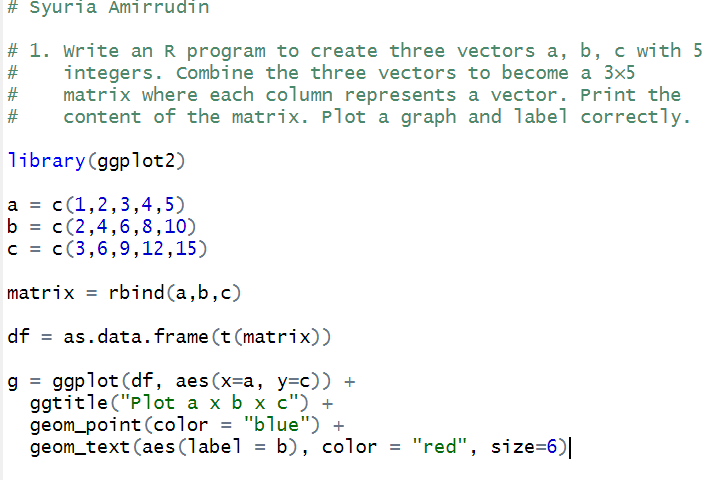 # Syuria Amirrudin
# 1. Write an R program to create three vectors a, b, c with 5
#    integers. Combine the three vectors to become a 3×5
#    matrix where each column represents a vector. Print the
#    content of the matrix. Plot a graph and label correctly.
library(ggplot2)
a = c(1,2,3,4,5)
b = c(2,4,6,8,10)
c = c(3,6,9,12,15)
matrix = rbind(a,b,c)
df = as.data.frame(t(matrix))
g = ggplot(df, aes(x=a, y=c)) +
  ggtitle("Plot a x b x c") +
  geom_point(color = "blue") +
  geom_text(aes(label = b), color = "red", size=6)